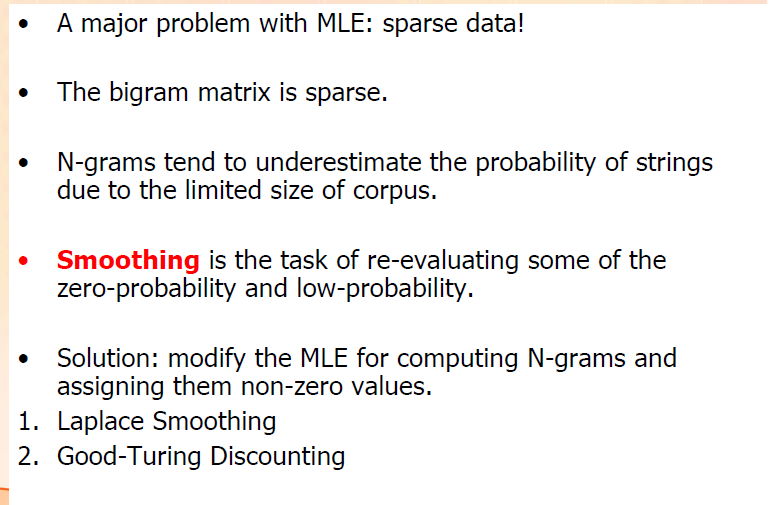 • A major problem with MLE: sparse data!
• The bigram matrix is sparse.
• N-grams tend to underestimate the probability of strings
due to the limited size of corpus.
• Smoothing is the task of re-evaluating some of the
zero-probability and low-probability.
• Solution: modify the MLE for computing N-grams and
assigning them non-zero values.
1. Laplace Smoothing
2. Good-Turing Discounting